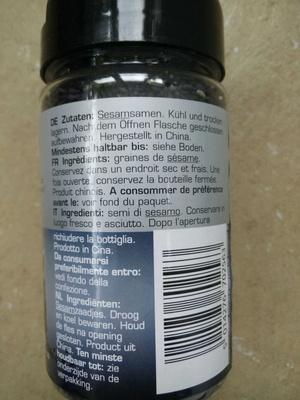 DE Zutaten: Sesamsamen. Kühl und trocken
lagern. Nach dem Öffnen Flasche geschlossen
aufbewahren. Hergestellt in China.
Mindestens haltbar bis: siehe Boden.
FR Ingrédients: graines de sésame.
Conservez dans un endroit sec et frais. Une
fois ouverte, conservez la bouteille fermée.
Produit chinois. A consommer de préférence
avant le: voir fond du paquet.
IT Ingredienti: semi di sesamo. Conservare in
luogo fresco e asciutto. Dopo l'apertura
richiudere la bottiglia.
Prodotto in Cina.
Da consumarsi
preferibilmente entro:
vedi fondo della
confezione.
NL Ingrediënten:
Sesamzaadjes. Droog
en koel bewaren. Houd
de fles na opening
gesloten. Product uit
China. Ten minste
houdbaar tot: zie
onderzijde van de
verpakking.